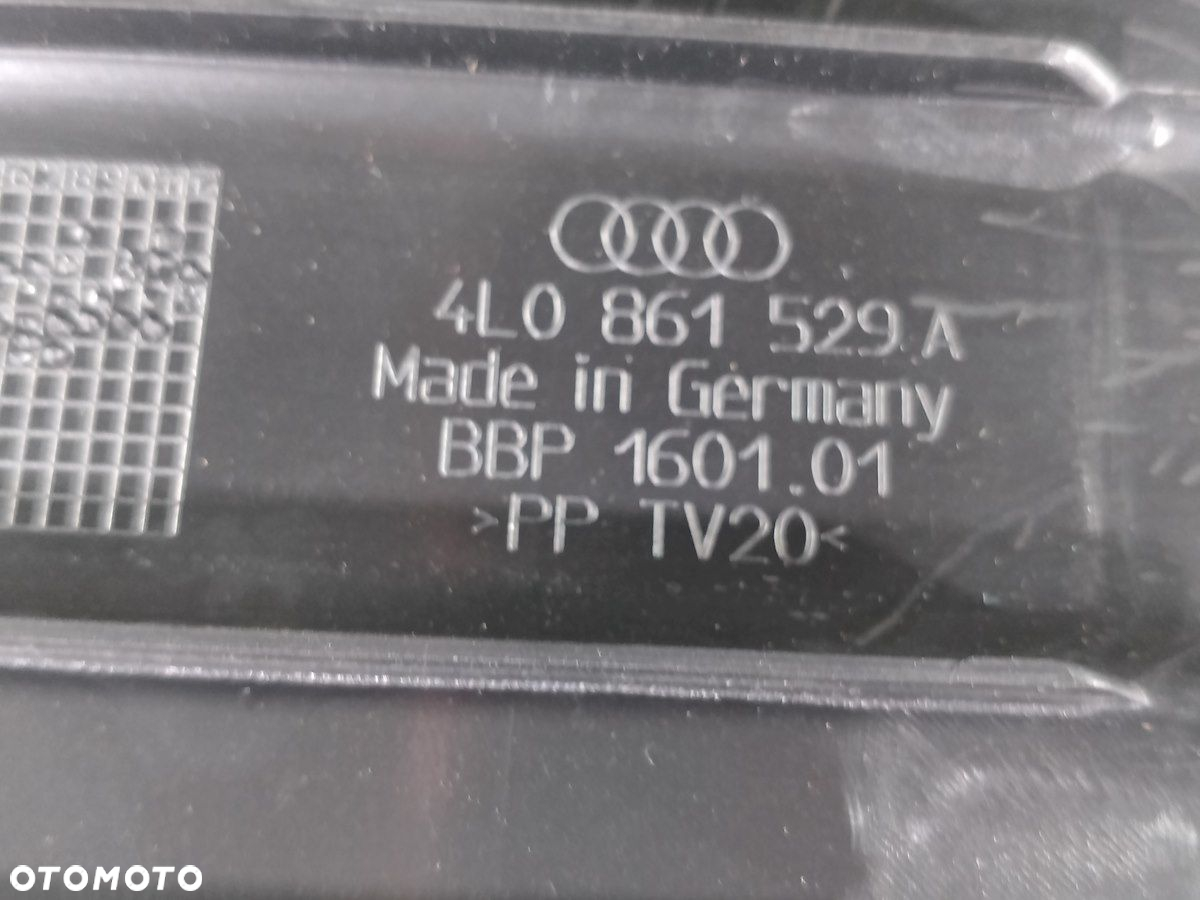 4L0 861 529 A
Made in Germany
BBP 1601.01
>PP TV20<
OTOMOTO